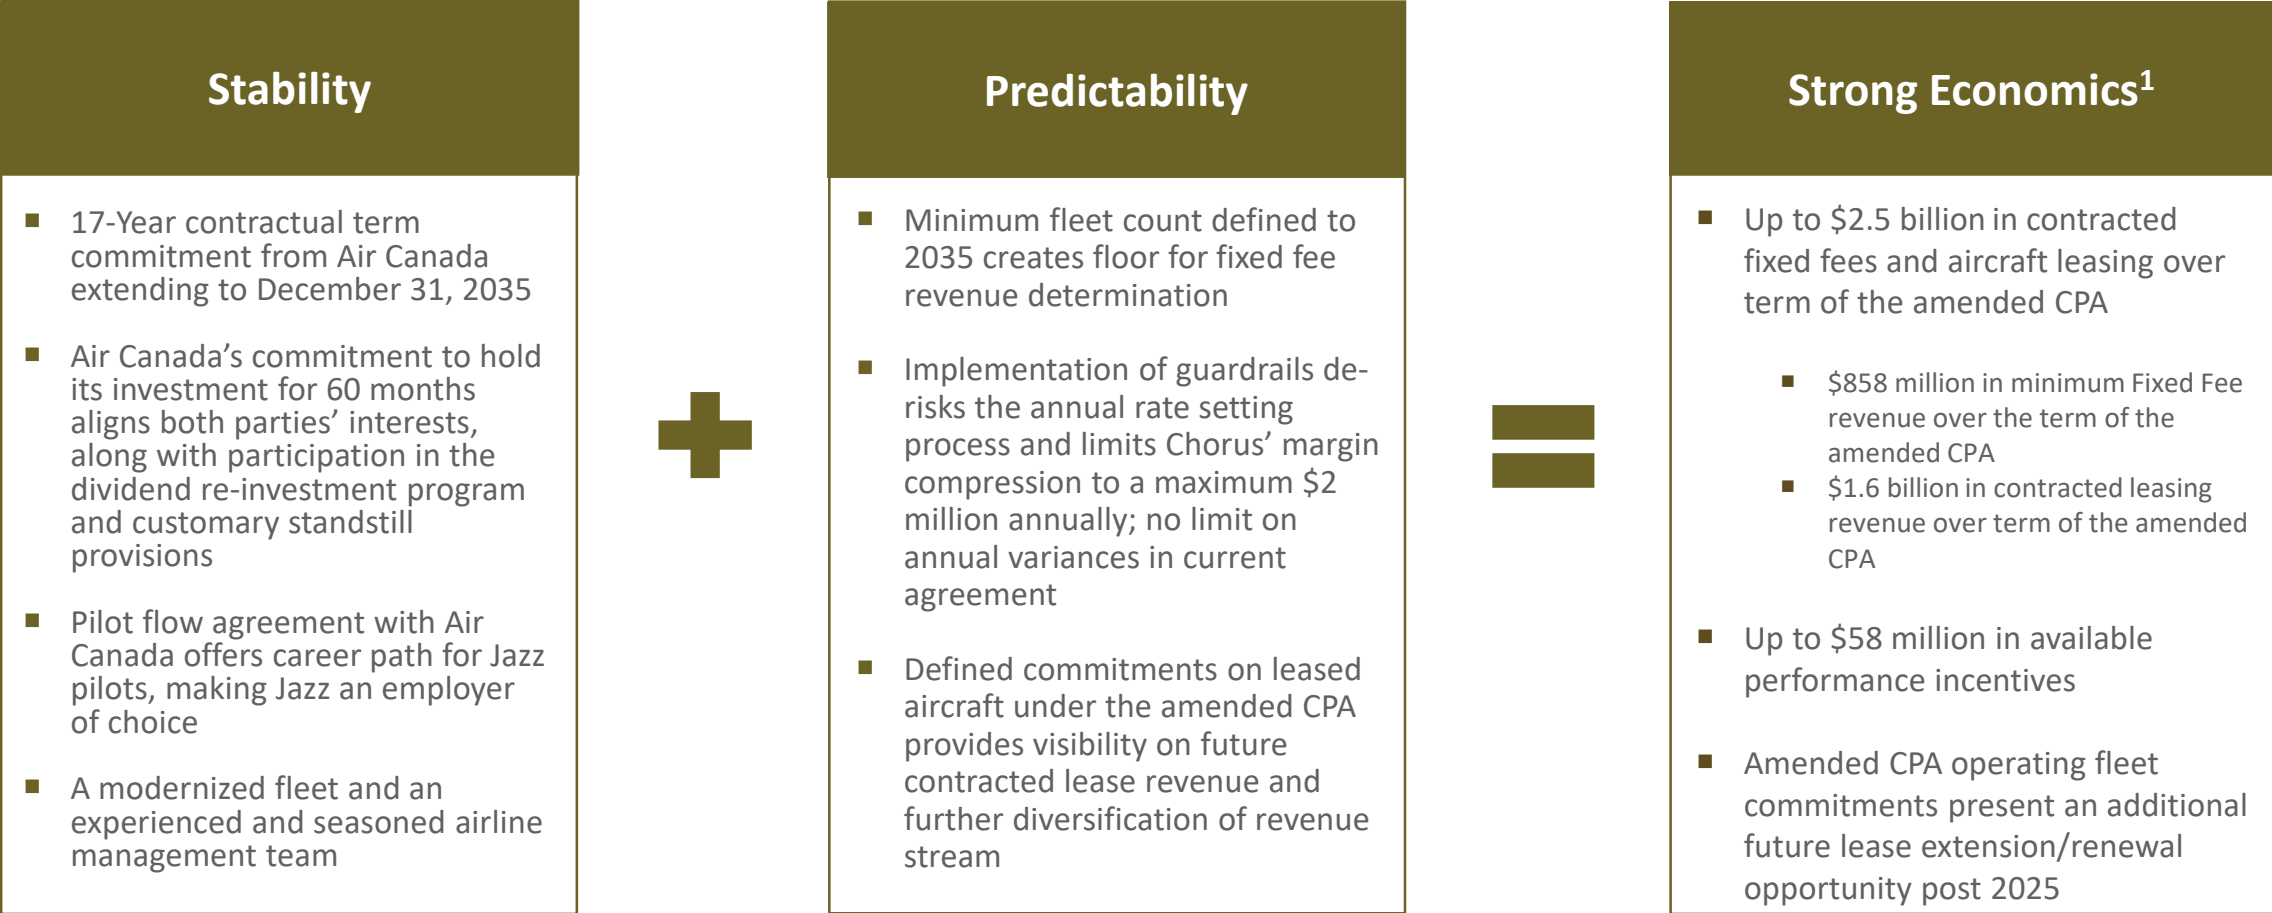 Stability
17-Year contractual term
commitment from Air Canada
extending to December 31, 2035
Air Canada’s commitment to hold
its investment for 60 months
aligns both parties’ interests,
along with participation in the
dividend re-investment program
and customary standstill
provisions
Pilot flow agreement with Air
Canada offers career path for Jazz
pilots, making Jazz an employer
of choice
A modernized fleet and an
experienced and seasoned airline
management team
Predictability
Minimum fleet count defined to
2035 creates floor for fixed fee
revenue determination
Implementation of guardrails de-
risks the annual rate setting
process and limits Chorus’ margin
compression to a maximum $2
million annually; no limit on
annual variances in current
agreement
Defined commitments on leased
aircraft under the amended CPA
provides visibility on future
contracted lease revenue and
further diversification of revenue
stream
Strong Economics¹
Up to $2.5 billion in contracted
fixed fees and aircraft leasing over
term of the amended CPA
$858 million in minimum Fixed Fee
revenue over the term of the
amended CPA
$1.6 billion in contracted leasing
revenue over term of the amended
CPA
Up to $58 million in available
performance incentives
Amended CPA operating fleet
commitments present an additional
future lease extension/renewal
opportunity post 2025